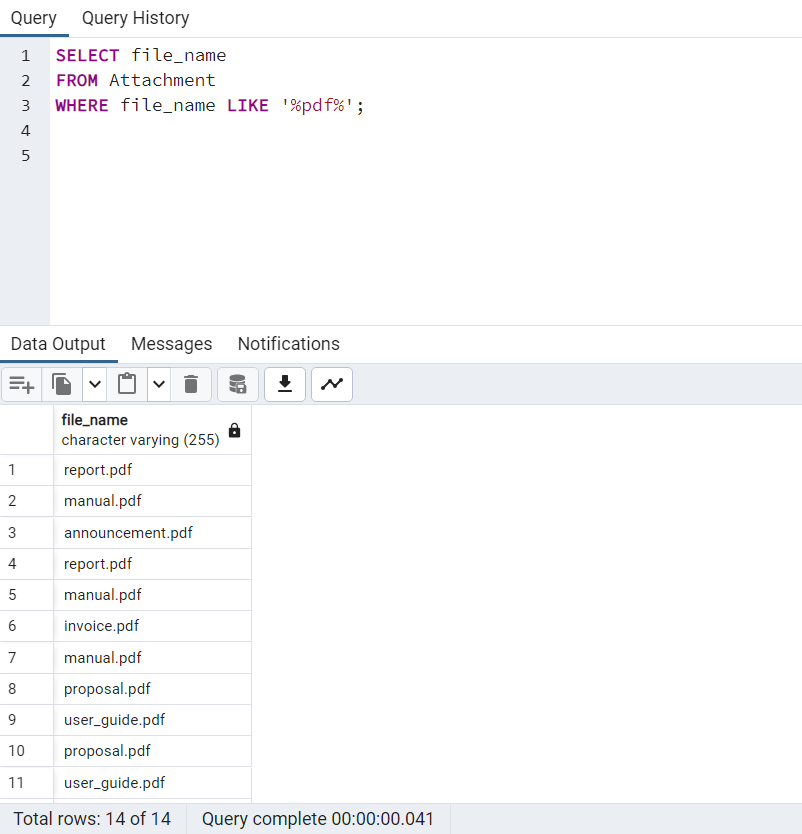 Query Query History
1 SELECT file_name
2 FROM Attachment
3 WHERE file_name LIKE '%pdf%';
4
5
Data Output Messages Notifications
file_name
character varying (255)
1 report.pdf
2 manual.pdf
3 announcement.pdf
4 report.pdf
5 manual.pdf
6 invoice.pdf
7 manual.pdf
8 proposal.pdf
9 user_guide.pdf
10 proposal.pdf
11 user_guide.pdf
Total rows: 14 of 14 Query complete 00:00:00.041